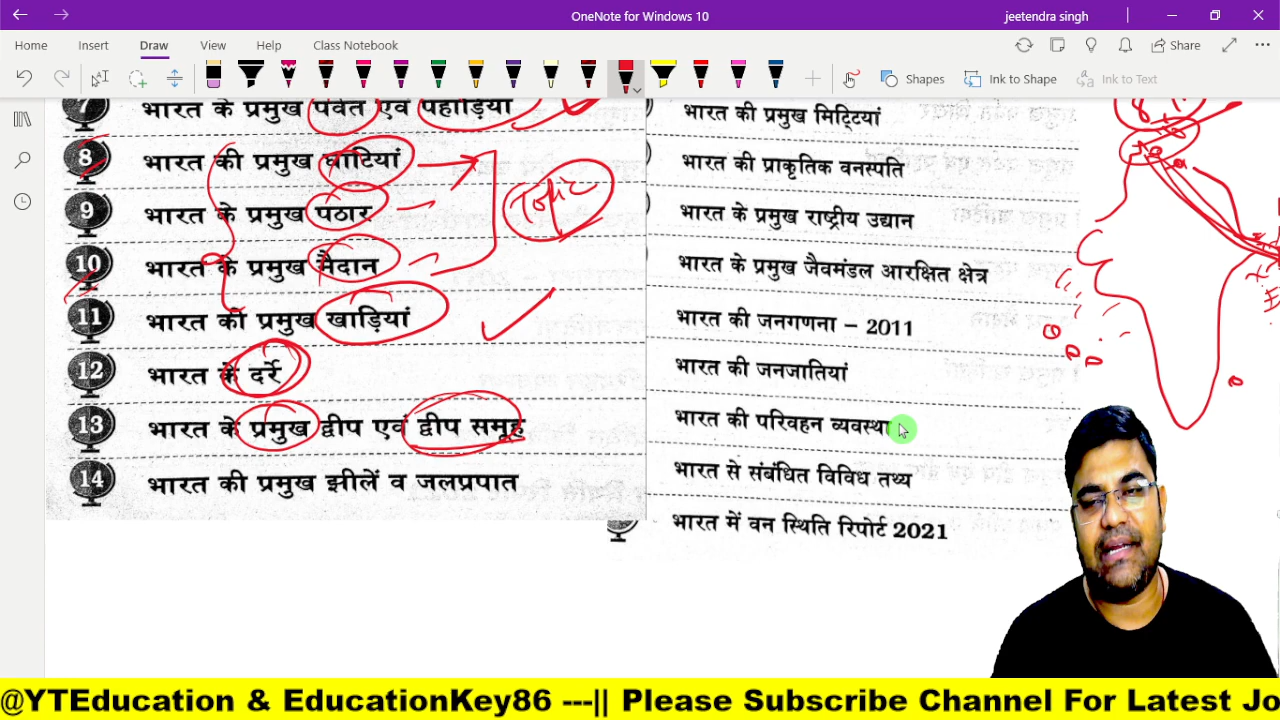 OneNote for Windows 10
jeetendra singh
Home Insert Draw View Help Class Notebook
Share
Shapes
Ink to Shape
Ink to Text
7 भारत के प्रमुख पर्वत एवं पहाड़ियां
8 भारत की प्रमुख घाटियां
9 भारत के प्रमुख पठार
10 भारत के प्रमुख मैदान
11 भारत की प्रमुख खाड़ियां
12 भारत के दर्रे
13 भारत के प्रमुख द्वीप एवं द्वीप समूह
14 भारत की प्रमुख झीलें व जलप्रपात
Topic
भारत की प्रमुख मिट्टियां
भारत की प्राकृतिक वनस्पति
भारत के प्रमुख राष्ट्रीय उद्यान
भारत के प्रमुख जैवमंडल आरक्षित क्षेत्र
भारत की जनगणना – 2011
भारत की जनजातियां
भारत की परिवहन व्यवस्था
भारत से संबंधित विविध तथ्य
भारत में वन स्थिति रिपोर्ट 2021
@YTEducation & EducationKey86 ---|| Please Subscribe Channel For Latest Jo